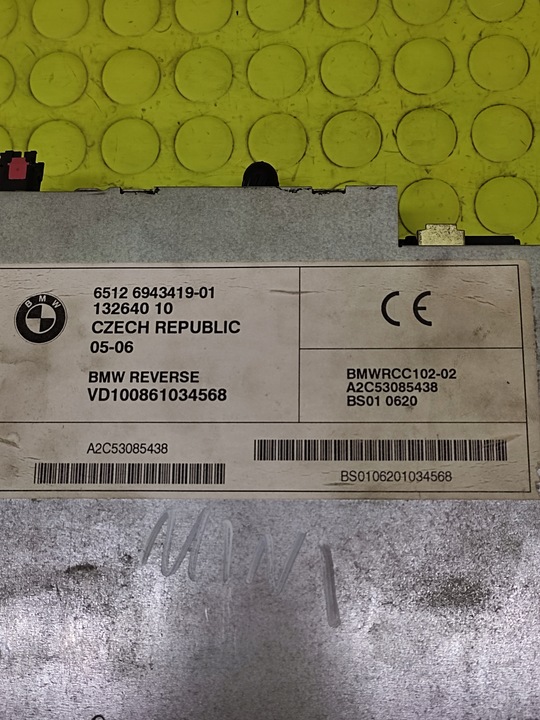 BMW
6512 6943419-01
132640 10
CZECH REPUBLIC
05-06
BMW REVERSE
VD100861034568
CE
BMWRCC102-02
A2C53085438
BS01 0620
A2C53085438
BS0106201034568
MINI